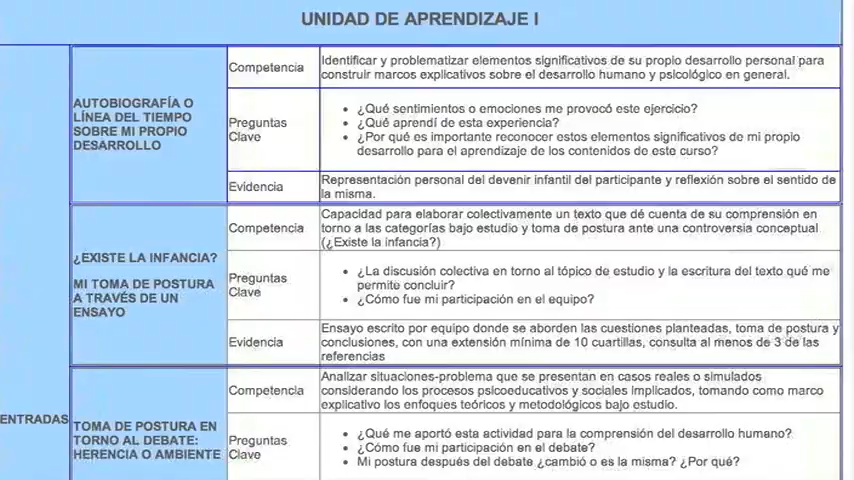 UNIDAD DE APRENDIZAJE I
AUTOBIOGRAFÍA O
LÍNEA DEL TIEMPO
SOBRE MI PROPIO
DESARROLLO
Competencia
Identificar y problematizar elementos significativos de su propio desarrollo personal para
construir marcos explicativos sobre el desarrollo humano y psicológico en general.
Preguntas
Clave
• ¿Qué sentimientos o emociones me provocó este ejercicio?
• ¿Qué aprendí de esta experiencia?
• ¿Por qué es importante reconocer estos elementos significativos de mi propio
desarrollo para el aprendizaje de los contenidos de este curso?
Evidencia
Representación personal del devenir infantil del participante y reflexión sobre el sentido de
la misma.
¿EXISTE LA INFANCIA?
MI TOMA DE POSTURA
A TRAVÉS DE UN
ENSAYO
Competencia
Capacidad para elaborar colectivamente un texto que dé cuenta de su comprensión en
torno a las categorías bajo estudio y toma de postura ante una controversia conceptual
(¿Existe la infancia?)
Preguntas
Clave
• ¿La discusión colectiva en torno al tópico de estudio y la escritura del texto qué me
permite concluir?
• ¿Cómo fue mi participación en el equipo?
Evidencia
Ensayo escrito por equipo donde se aborden las cuestiones planteadas, toma de postura y
conclusiones, con una extensión mínima de 10 cuartillas, consulta al menos de 3 de las
referencias
ENTRADAS
TOMA DE POSTURA EN
TORNO AL DEBATE:
HERENCIA O AMBIENTE
Competencia
Analizar situaciones-problema que se presentan en casos reales o simulados
considerando los procesos psicoeducativos y sociales implicados, tomando como marco
explicativo los enfoques teóricos y metodológicos bajo estudio.
Preguntas
Clave
• ¿Qué me aportó esta actividad para la comprensión del desarrollo humano?
• ¿Cómo fue mi participación en el debate?
• Mi postura después del debate ¿cambió o es la misma? ¿Por qué?